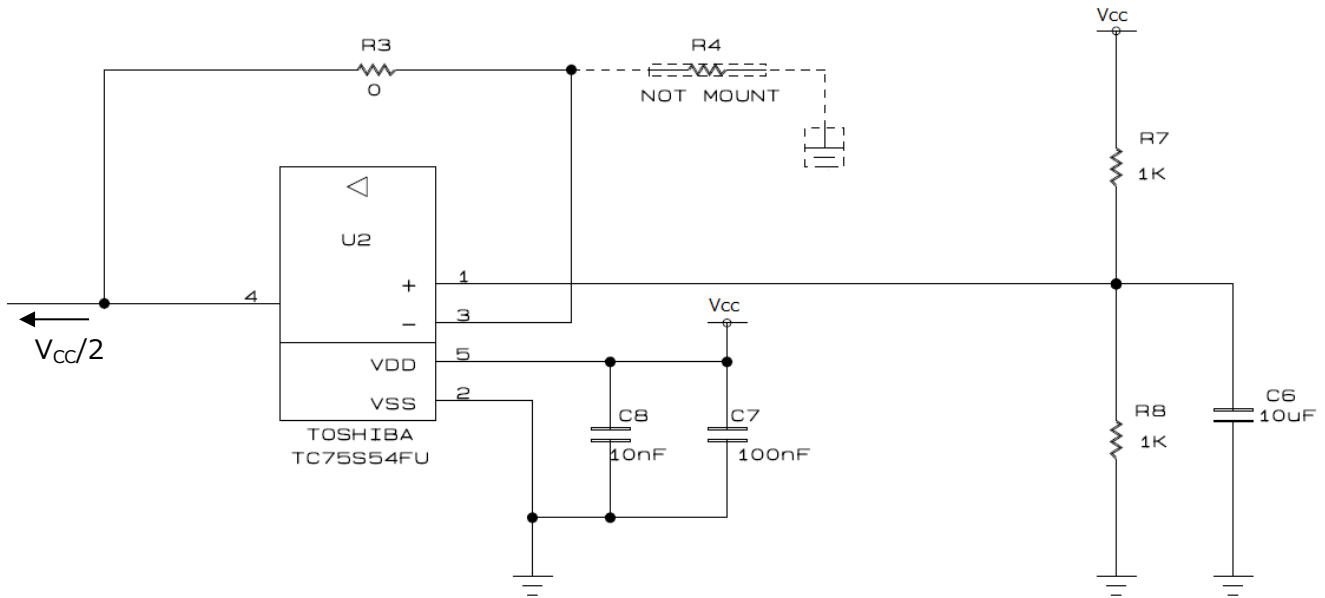 Vcc
R3
0
R4
NOT MOUNT
R7
1K
U2
+
1
4
−
3
Vcc
VCC/2
VDD
5
VSS
2
C8
10nF
C7
100nF
R8
1K
C6
10uF
TOSHIBA
TC75S54FU